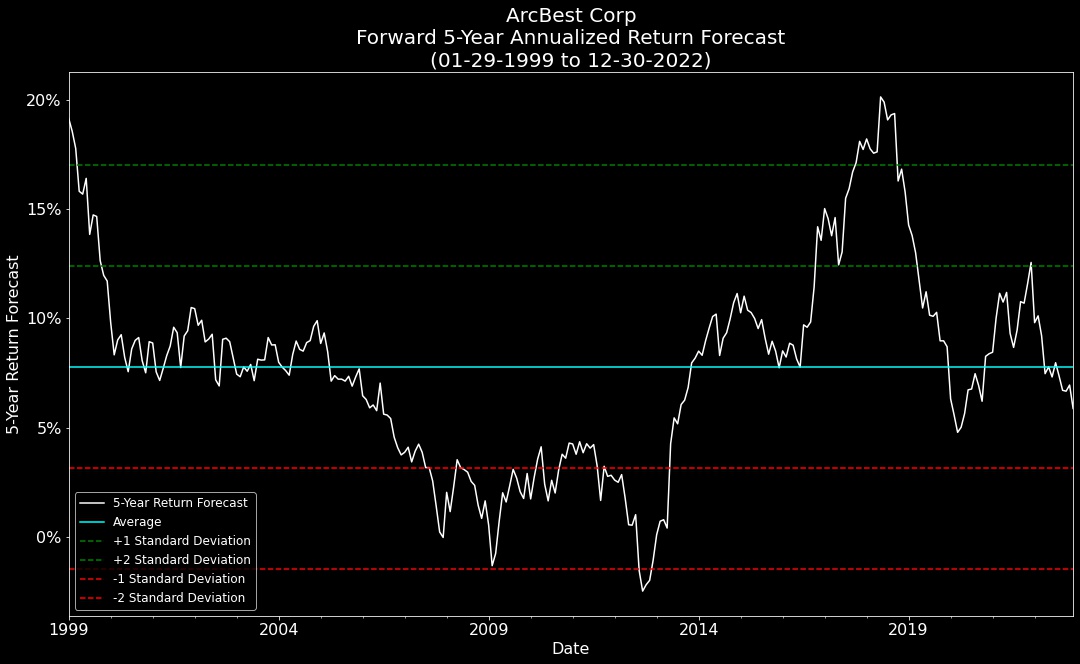 ArcBest Corp
Forward 5-Year Annualized Return Forecast
(01-29-1999 to 12-30-2022)
20%
15%
10%
5%
0%
5-Year Return Forecast
5-Year Return Forecast
Average
+1 Standard Deviation
+2 Standard Deviation
-1 Standard Deviation
-2 Standard Deviation
1999 2004 2009 2014 2019
Date